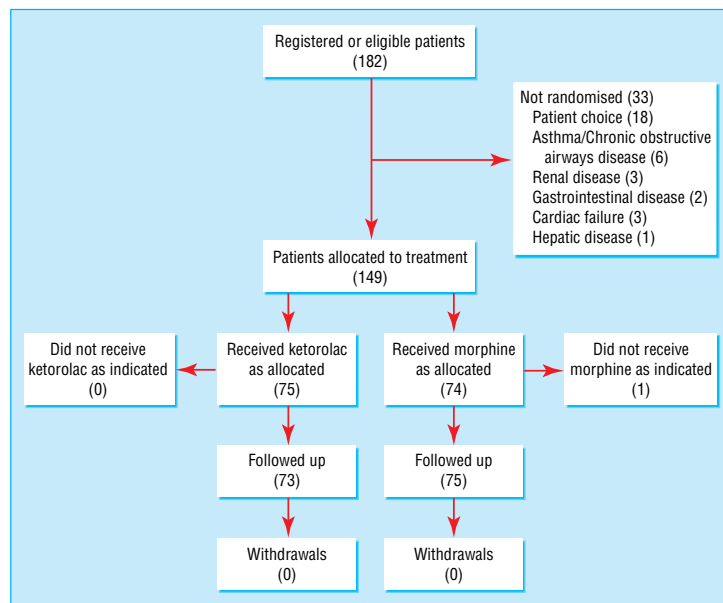 Registered or eligible patients
(182)
Not randomised (33)
Patient choice (18)
Asthma/Chronic obstructive
airways disease (6)
Renal disease (3)
Gastrointestinal disease (2)
Cardiac failure (3)
Hepatic disease (1)
Patients allocated to treatment
(149)
Did not receive
ketorolac as indicated
(0)
Received ketorolac
as allocated
(75)
Received morphine
as allocated
(74)
Did not receive
morphine as indicated
(1)
Followed up
(73)
Followed up
(75)
Withdrawals
(0)
Withdrawals
(0)